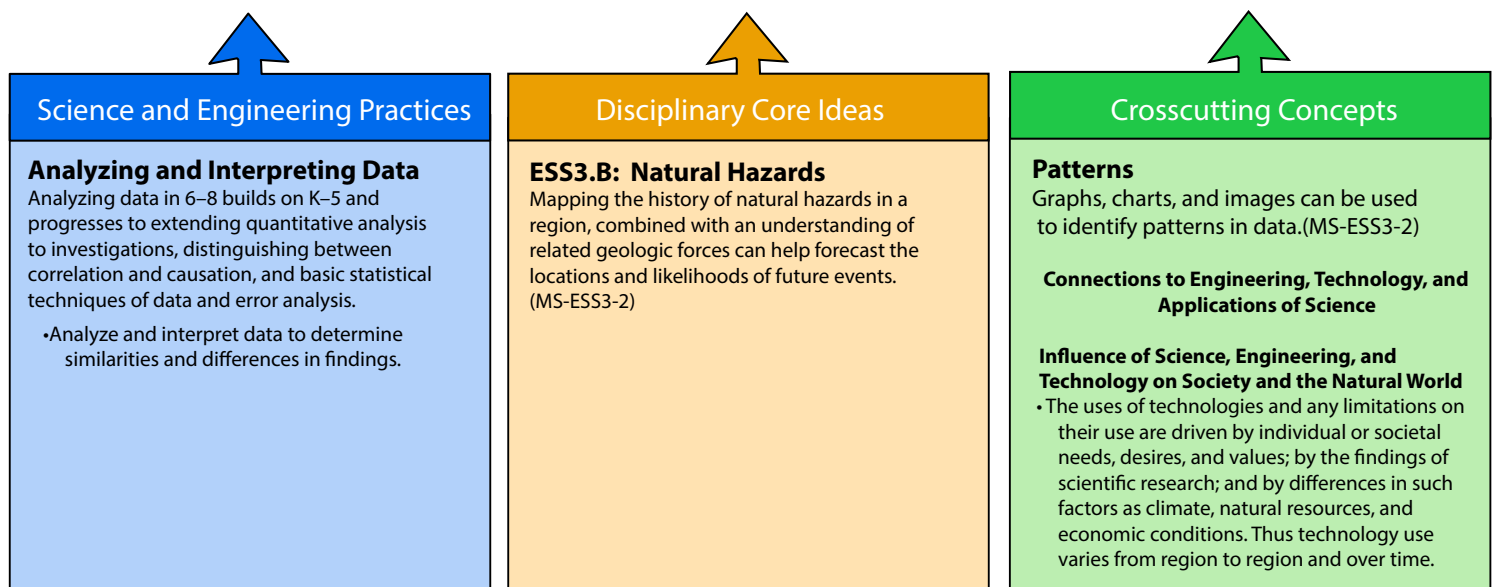 Science and Engineering Practices
Analyzing and Interpreting Data
Analyzing data in 6–8 builds on K–5 and
progresses to extending quantitative analysis
to investigations, distinguishing between
correlation and causation, and basic statistical
techniques of data and error analysis.
•Analyze and interpret data to determine
similarities and differences in findings.
Disciplinary Core Ideas
ESS3.B: Natural Hazards
Mapping the history of natural hazards in a
region, combined with an understanding of
related geologic forces can help forecast the
locations and likelihoods of future events.
(MS-ESS3-2)
Crosscutting Concepts
Patterns
Graphs, charts, and images can be used
to identify patterns in data.(MS-ESS3-2)
Connections to Engineering, Technology, and
Applications of Science
Influence of Science, Engineering, and
Technology on Society and the Natural World
• The uses of technologies and any limitations on
their use are driven by individual or societal
needs, desires, and values; by the findings of
scientific research; and by differences in such
factors as climate, natural resources, and
economic conditions. Thus technology use
varies from region to region and over time.